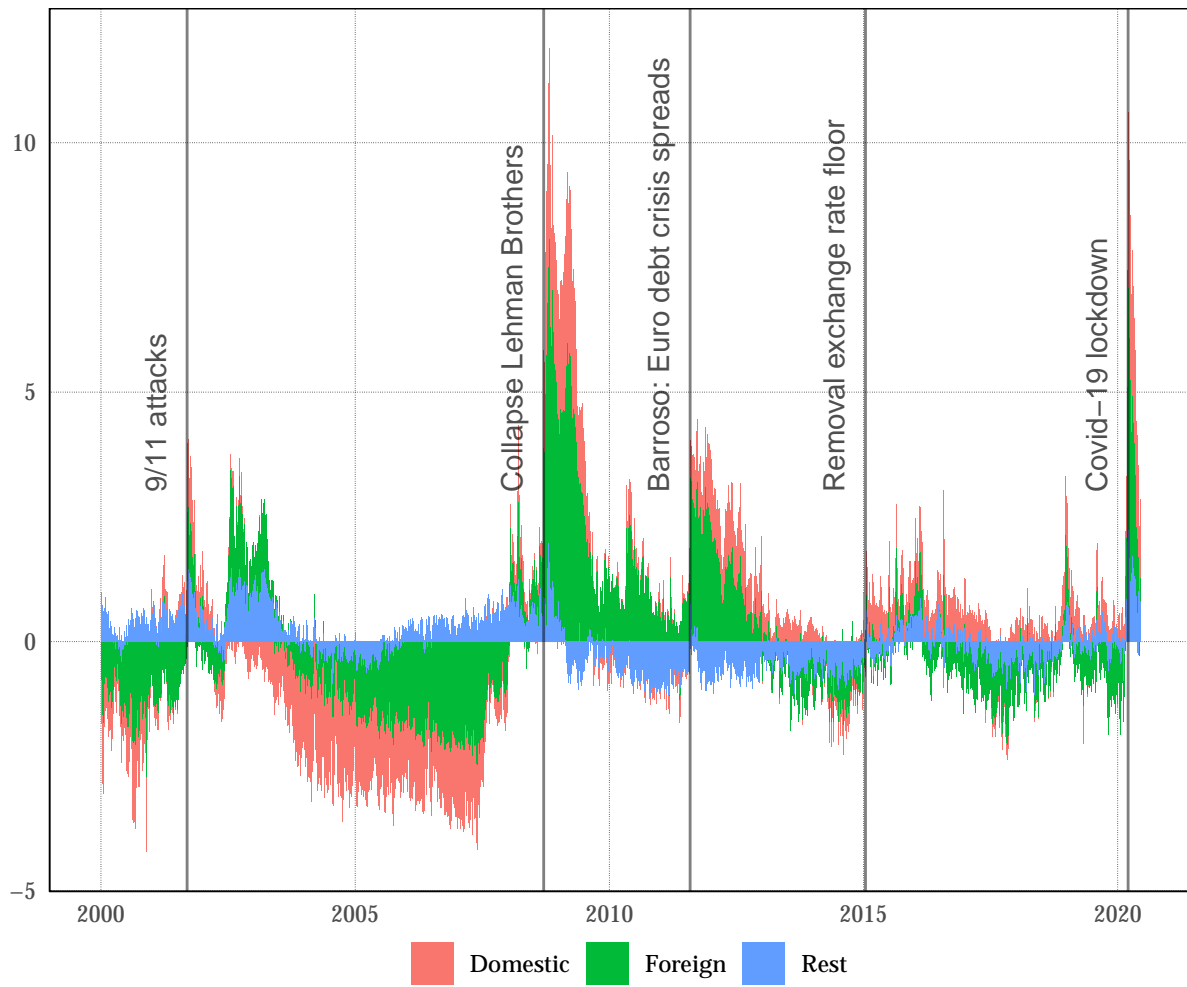 10
5
0
−5
9/11 attacks
Collapse Lehman Brothers
Barroso: Euro debt crisis spreads
Removal exchange rate floor
Covid−19 lockdown
2000
2005
2010
2015
2020
Domestic
Foreign
Rest